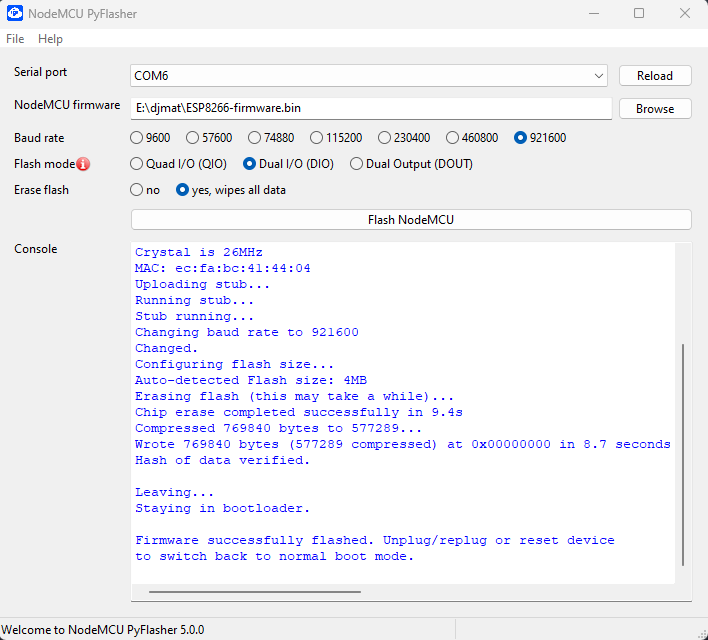 NodeMCU PyFlasher
File Help
Serial port COM6 Reload
NodeMCU firmware E:\djmat\ESP8266-firmware.bin Browse
Baud rate 9600 57600 74880 115200 230400 460800 921600
Flash mode Quad I/O (QIO) Dual I/O (DIO) Dual Output (DOUT)
Erase flash no yes, wipes all data
Flash NodeMCU
Console
Crystal is 26MHz
MAC: ec:fa:bc:41:44:04
Uploading stub...
Running stub...
Stub running...
Changing baud rate to 921600
Changed.
Configuring flash size...
Auto-detected Flash size: 4MB
Erasing flash (this may take a while)...
Chip erase completed successfully in 9.4s
Compressed 769840 bytes to 577289...
Wrote 769840 bytes (577289 compressed) at 0x00000000 in 8.7 seconds
Hash of data verified.
Leaving...
Staying in bootloader.
Firmware successfully flashed. Unplug/replug or reset device
to switch back to normal boot mode.
Welcome to NodeMCU PyFlasher 5.0.0